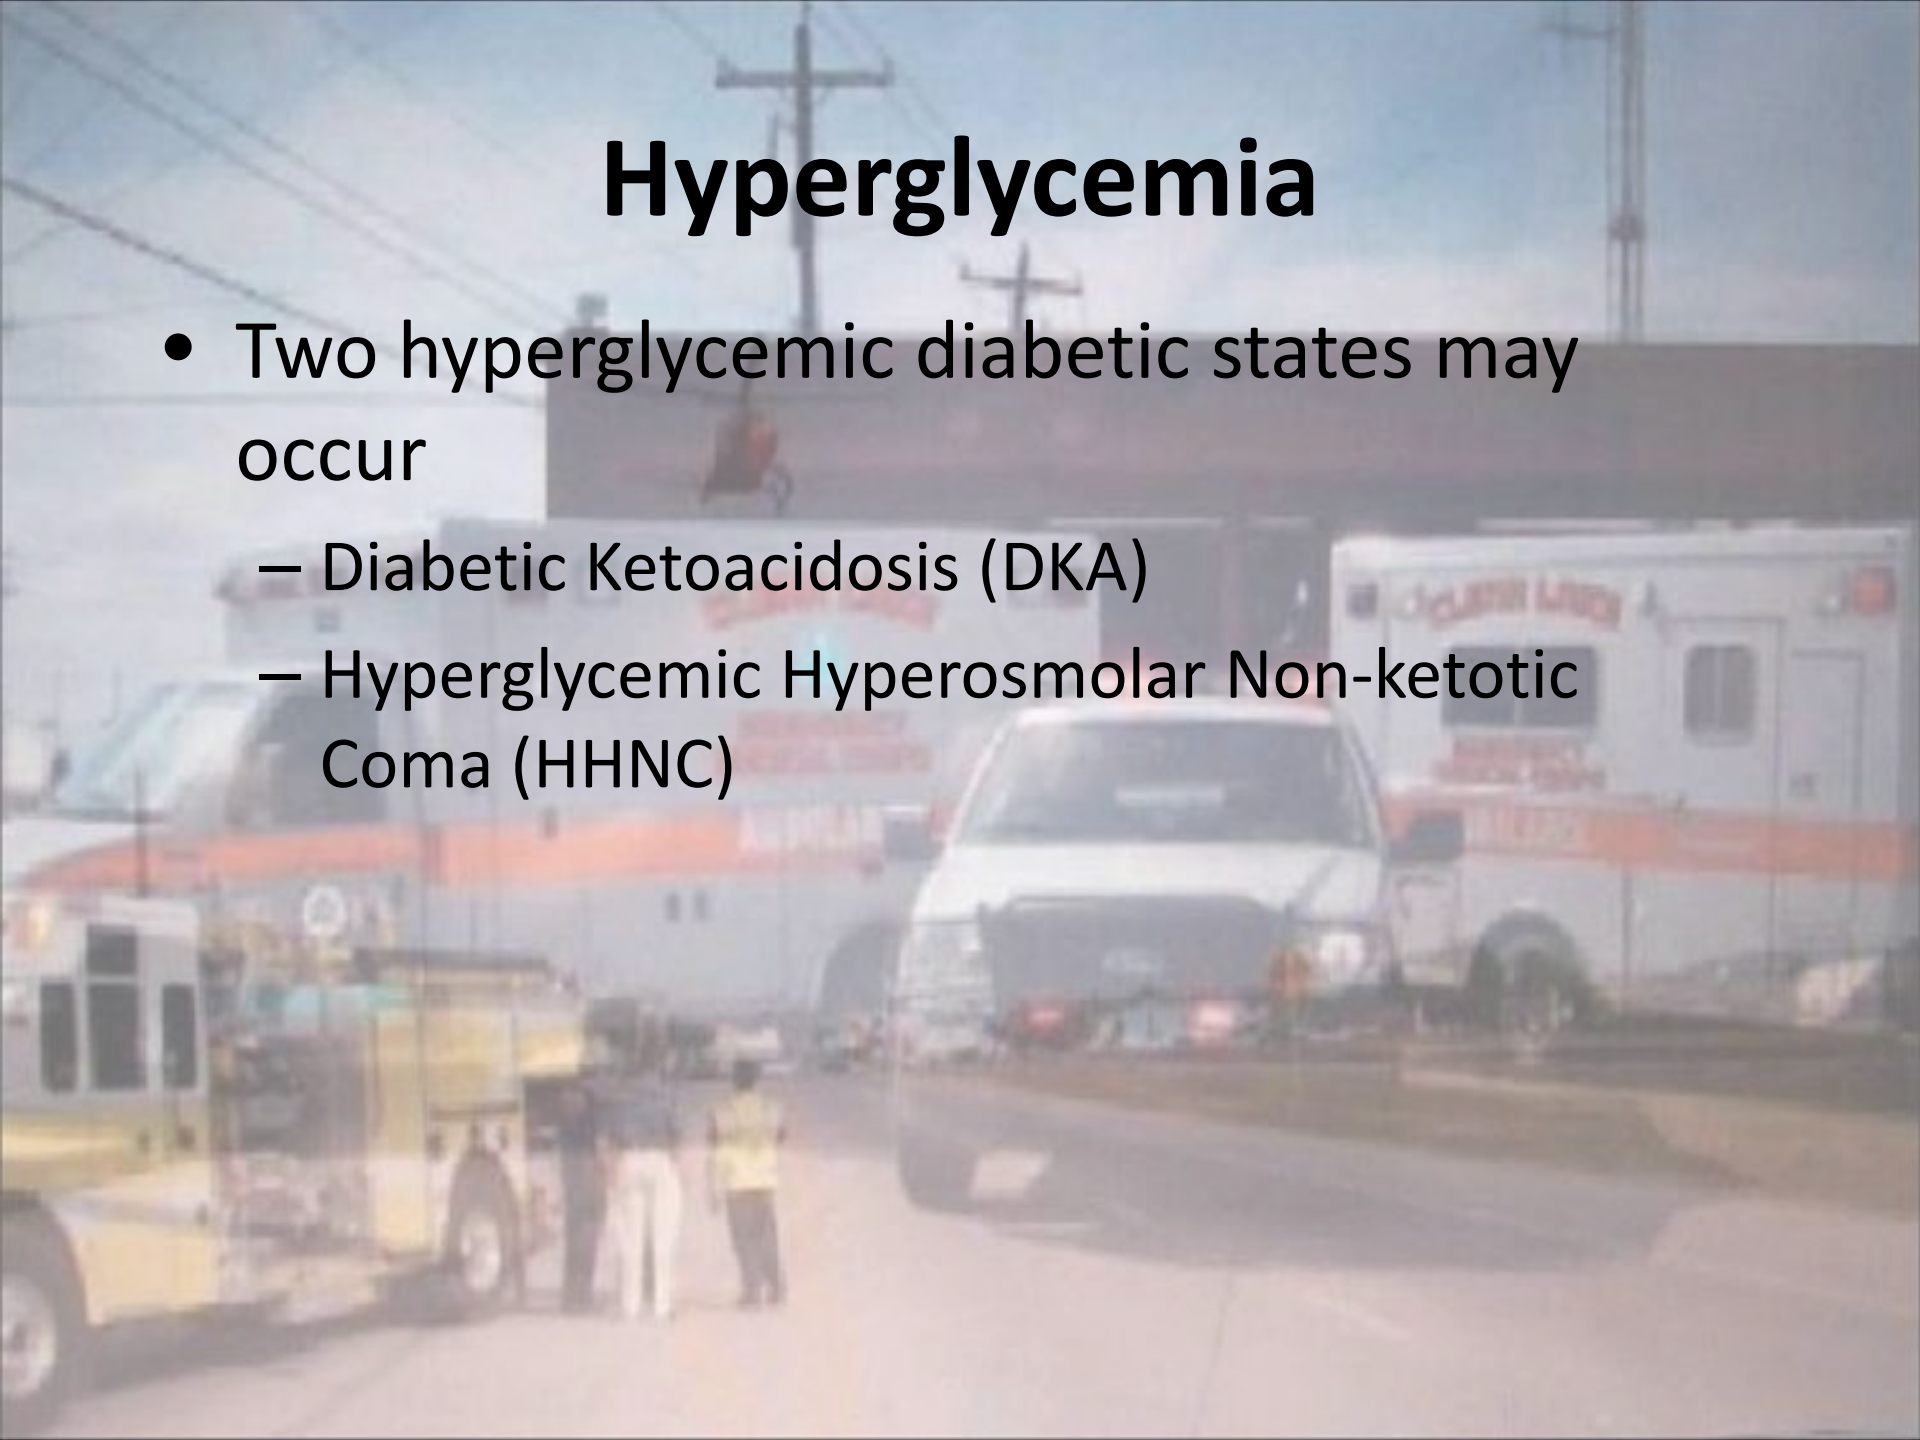 Hyperglycemia
• Two hyperglycemic diabetic states may
occur
– Diabetic Ketoacidosis (DKA)
– Hyperglycemic Hyperosmolar Non-ketotic
Coma (HHNC)